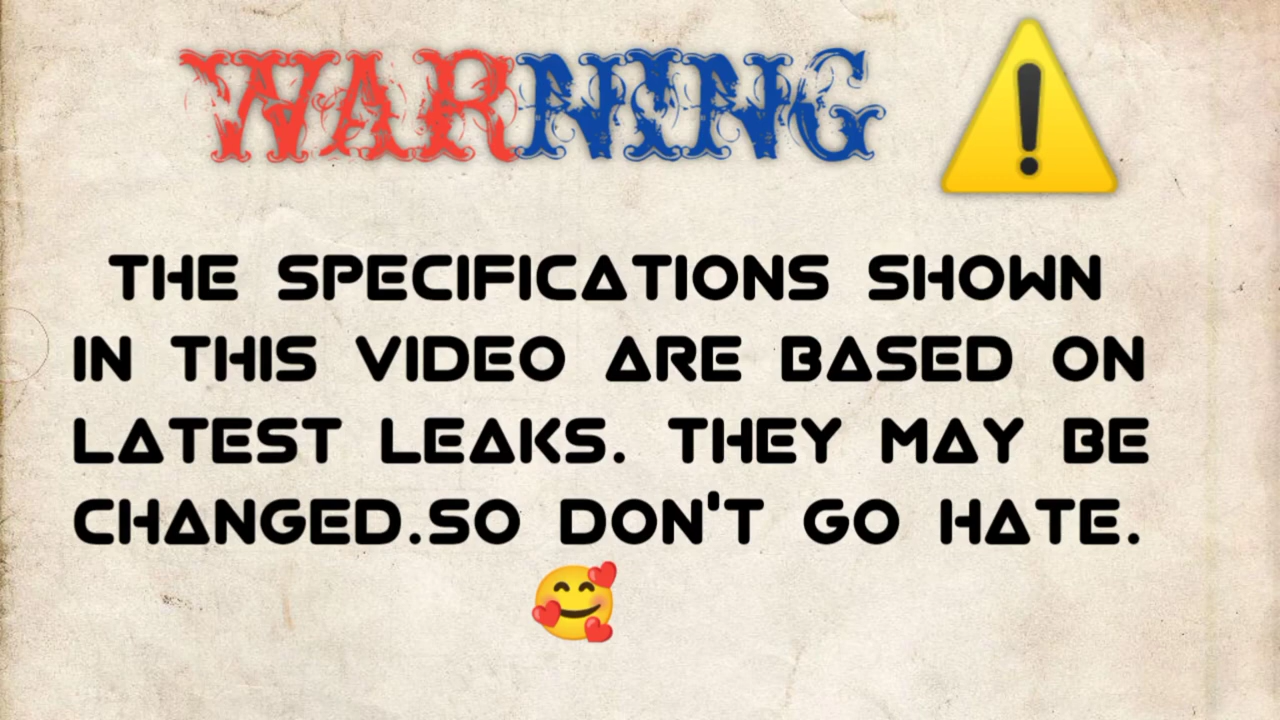 WARNING ⚠️
THE SPECIFICATIONS SHOWN
IN THIS VIDEO ARE BASED ON
LATEST LEAKS. THEY MAY BE
CHANGED.SO DON'T GO HATE.
🥰